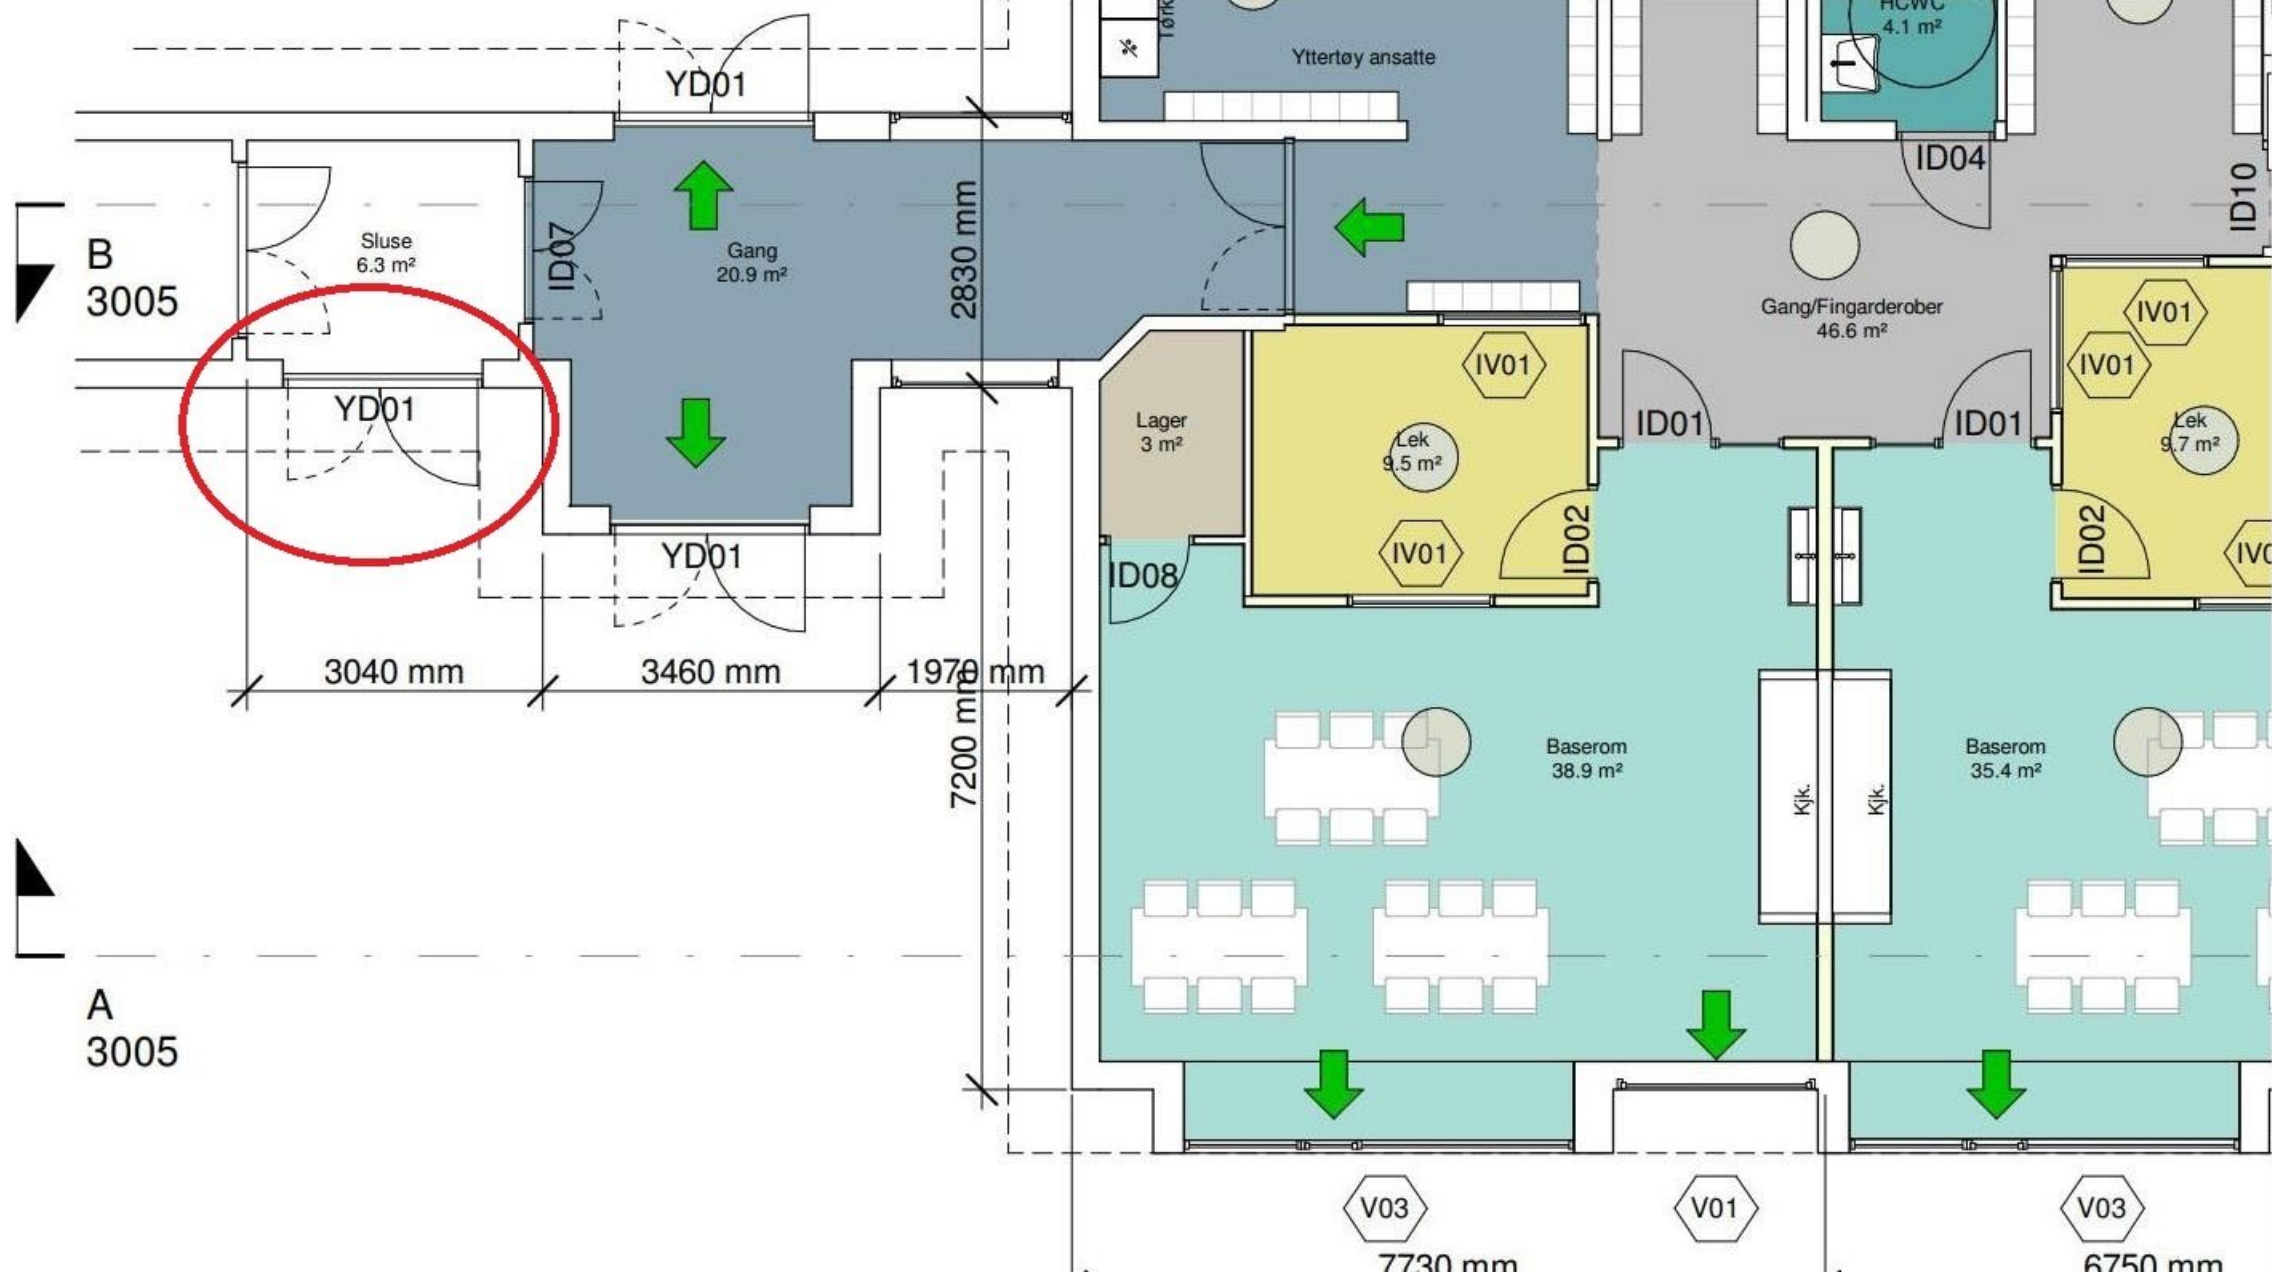 HCWC
4.1 m²
Yttertøy ansatte
YD01
ID04
ID10
Sluse
6.3 m²
ID07
Gang
20.9 m²
2830 mm
B
3005
Gang/Fingarderober
46.6 m²
IV01
IV01
IV01
YD01
Lager
3 m²
ID01
ID01
Lek
9.5 m²
Lek
9.7 m²
YD01
ID08
IV01
ID02
ID02
3040 mm
3460 mm
1970 mm
7200 mm
Baserom
38.9 m²
Baserom
35.4 m²
Kjk.
Kjk.
A
3005
V03
V01
V03
7730 mm
6750 mm